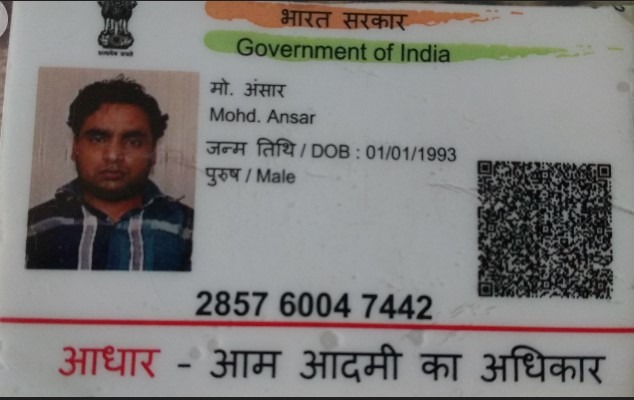 भारत सरकार
Government of India
मो. अंसार
Mohd. Ansar
जन्म तिथि / DOB : 01/01/1993
पुरुष / Male
2857 6004 7442
आधार - आम आदमी का अधिकार